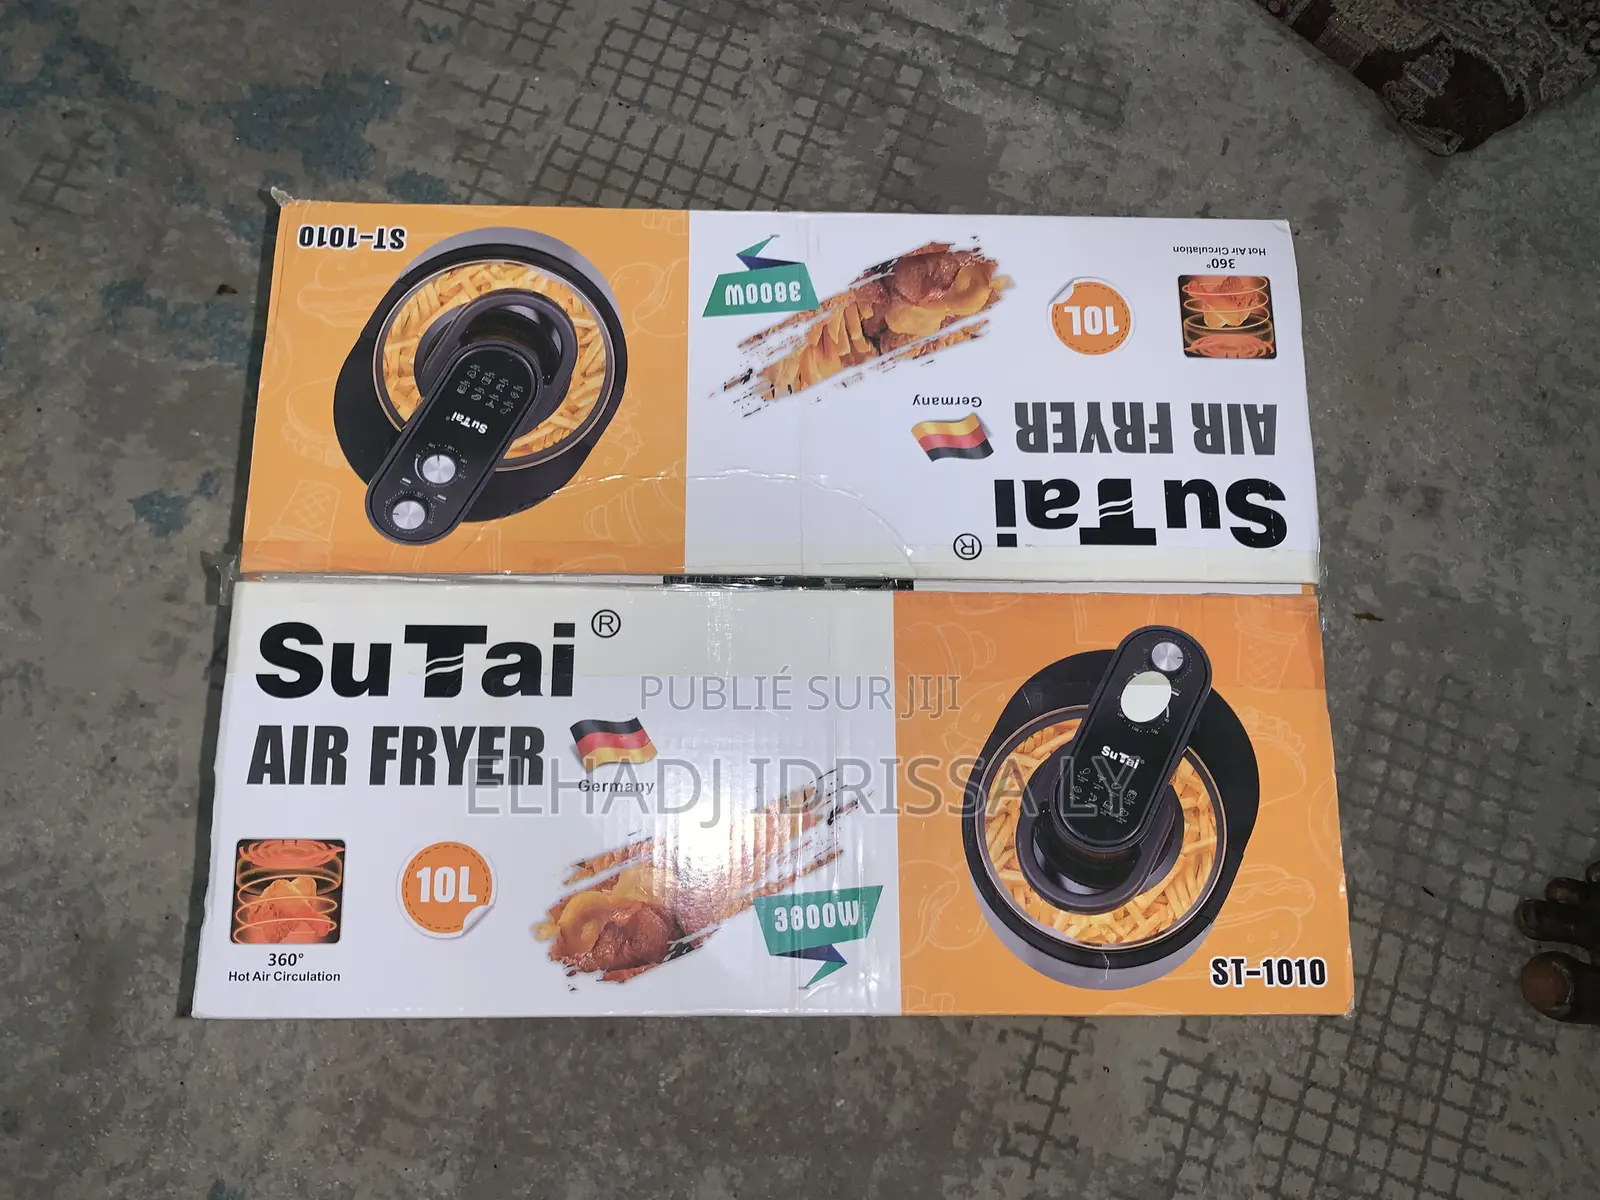 ST-1010
3800W
10L
360°
Hot Air Circulation
Germany
AIR FRYER
SuTai®
SuTai
SuTai®
AIR FRYER
Germany
PUBLIÉ SUR JIJI
ELHADJ IDRISSA LY
10L
3800W
360°
Hot Air Circulation
SuTai
ST-1010